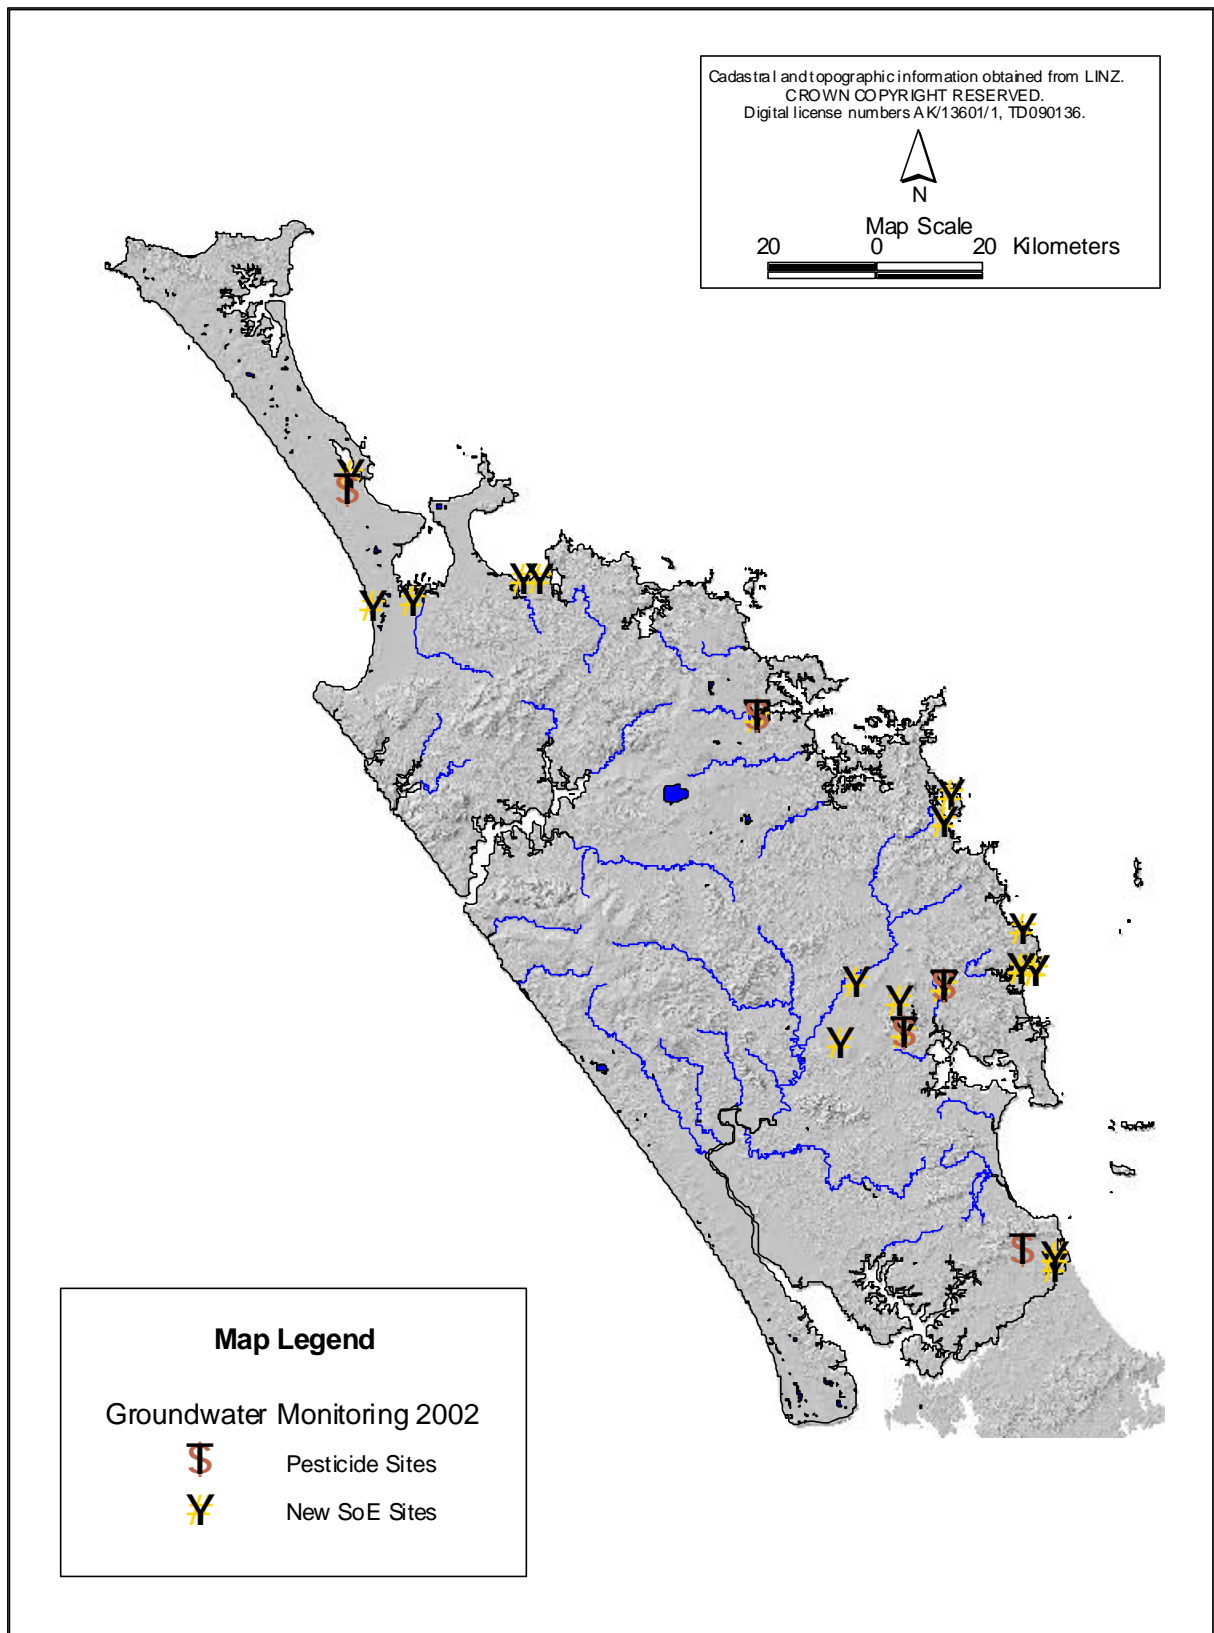 Cadastral and topographic information obtained from LINZ.
CROWN COPYRIGHT RESERVED.
Digital license numbers AK/13601/1, TD090136.
N
Map Scale
20 0 20 Kilometers
Map Legend
Groundwater Monitoring 2002
Pesticide Sites
New SoE Sites